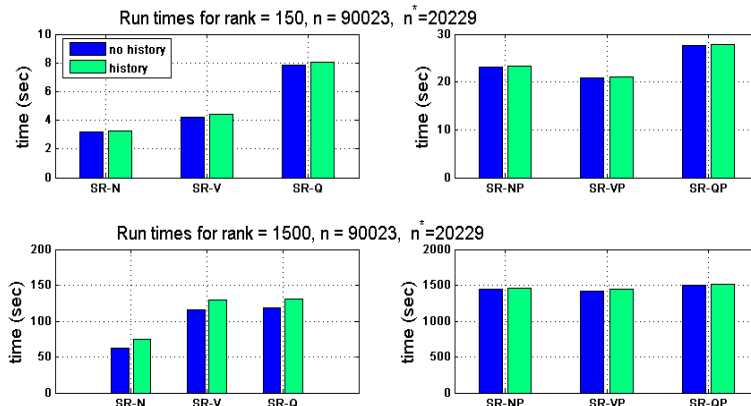 Run times for rank = 150, n = 90023, n*=20229
time (sec)
8
6
4
2
0
no history
history
SR-N SR-V SR-Q
time (sec)
30
20
10
0
SR-NP SR-VP SR-QP
Run times for rank = 1500, n = 90023, n*=20229
time (sec)
200
150
100
50
0
SR-N SR-V SR-Q
time (sec)
2000
1500
1000
500
0
SR-NP SR-VP SR-QP